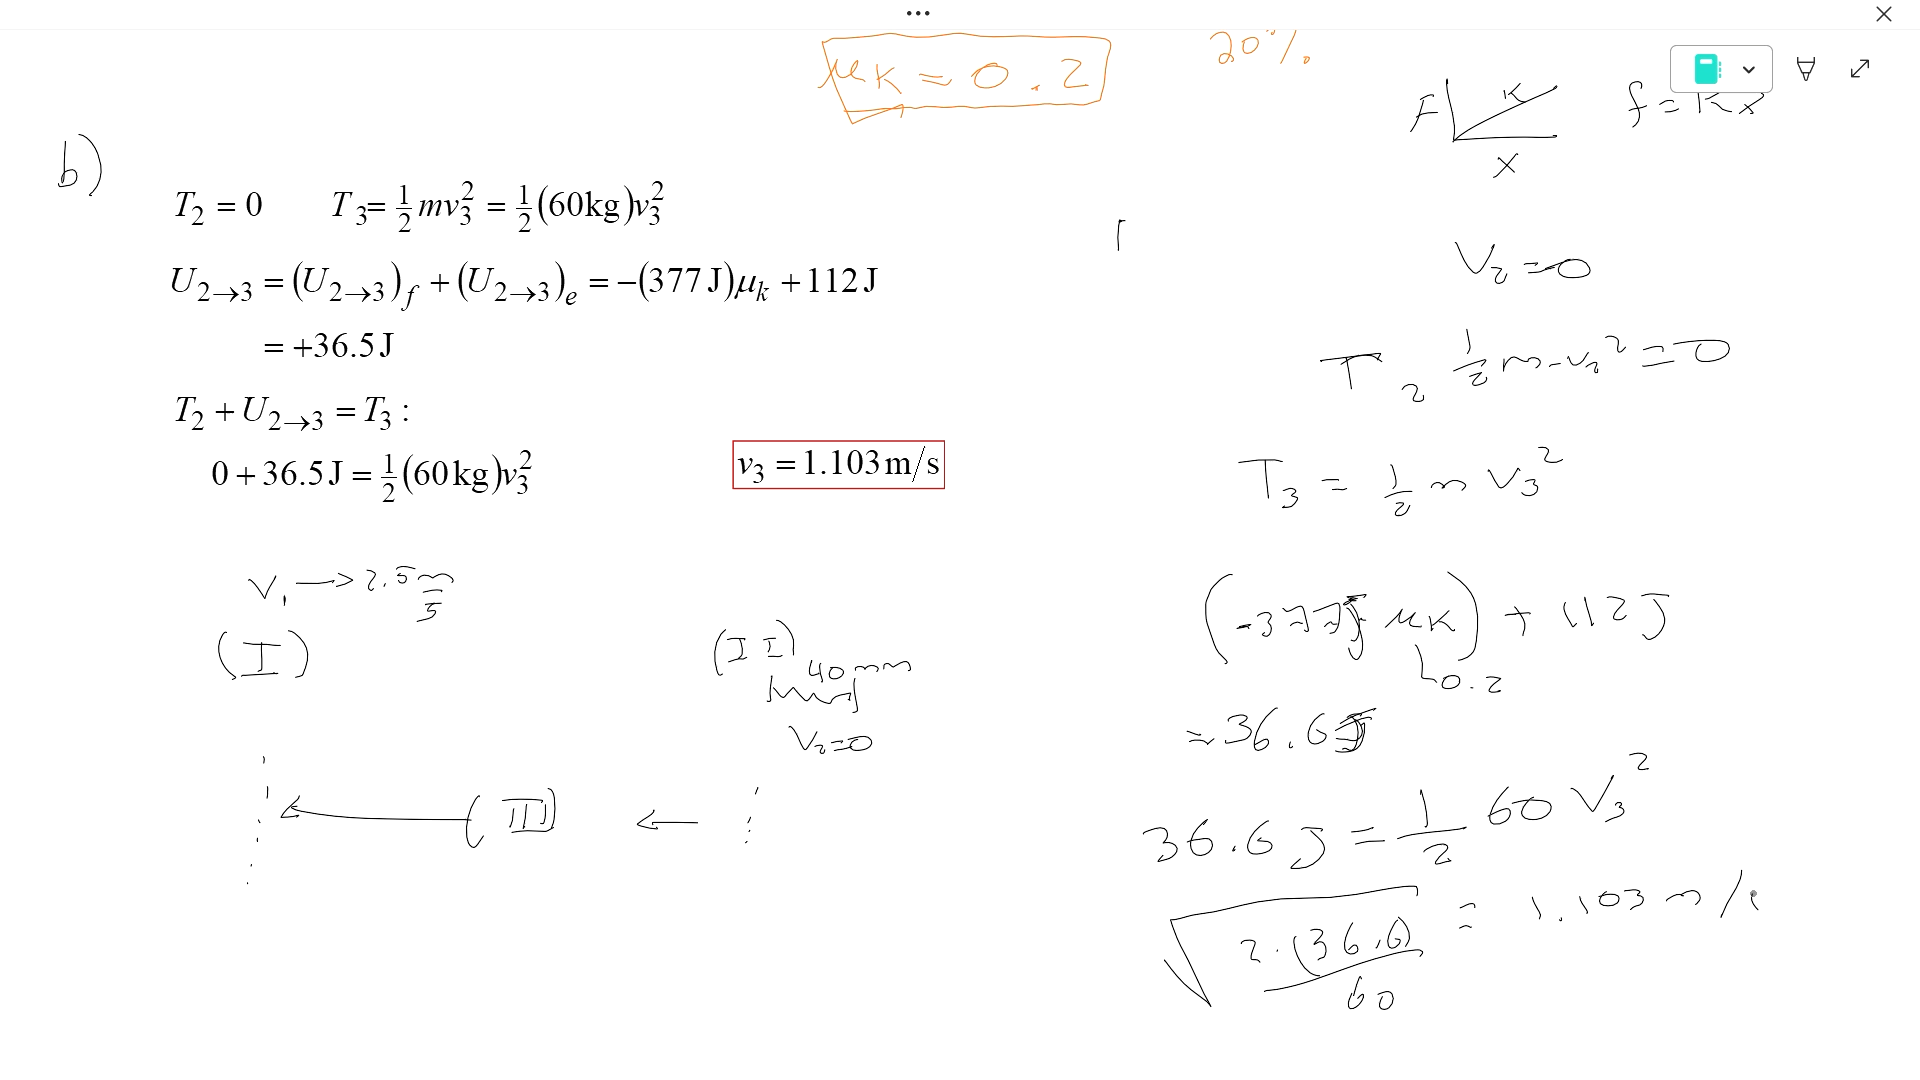 μK = 0.2
20%
F
K
X
f = Kx
b)
T₂ = 0 T₃ = ½ mv₃² = ½ (60kg)v₃²
U₂→₃ = (U₂→₃)f + (U₂→₃)e = −(377 J)μk + 112 J
= +36.5 J
T₂ + U₂→₃ = T₃ :
0 + 36.5 J = ½ (60 kg)v₃²
v₃ = 1.103 m/s
V₂ = 0
T₂ ½ m·v₂² = 0
T₃ = ½ m V₃²
(-377J μK) + 112J
0.2
= 36.6J
36.6 J = ½ 60 V₃²
√(2·(36.6)/60) = 1.103 m/s
V₁ → 2.5 m/s
(I)
(II)
40 mm
V₂=0
(III)